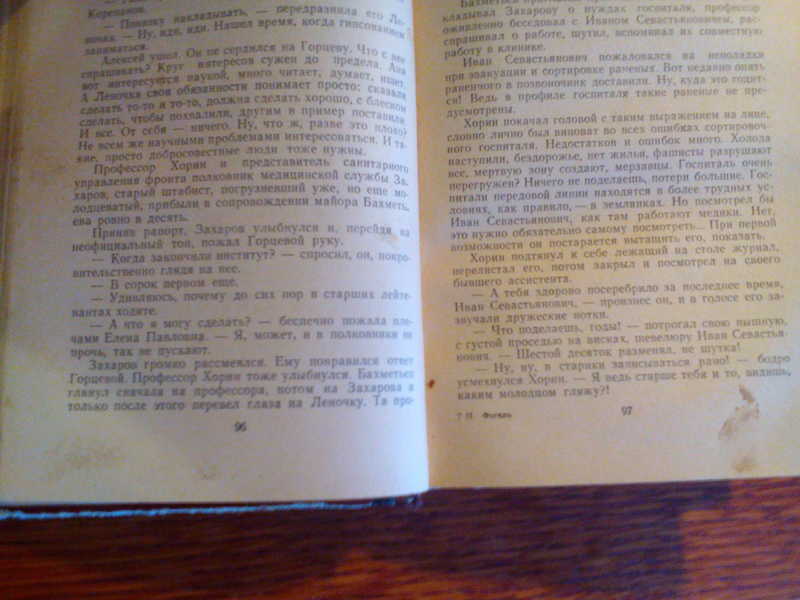 Корепанов.
— Повязку накладывать, — передразнила его Ле-
ночка. — Ну, иди, иди. Нашел время, когда гипсованием
заниматься.
Алексей ушел. Он не сердился на Горцеву. Что с нее
спрашивать? Круг интересов сужен до предела. Аня
вот интересуется наукой, много читает, думает, ищет.
А Леночка свои обязанности понимает просто: сказали
сделать то-то и то-то, должна сделать хорошо, с блеском
сделать, чтобы похвалили, другим в пример поставили.
И все. От себя — ничего. Ну, что ж, разве это плохо?
Не всем же научными проблемами интересоваться. И та-
кие, просто добросовестные люди тоже нужны.
Профессор Хорин и представитель санитарного
управления фронта полковник медицинской службы За-
харов, старый штабист, погрузневший уже, но еще мо-
лодцеватый, прибыли в сопровождении майора Бахметь-
ева ровно в десять.
Приняв рапорт, Захаров улыбнулся и, перейдя на
неофициальный тон, пожал Горцевой руку.
— Когда закончили институт? — спросил он, покро-
вительственно глядя на нее.
— В сорок первом еще.
— Удивляюсь, почему до сих пор в старших лейте-
нантах ходите.
— А что я могу сделать? — беспечно пожала пле-
чами Елена Павловна. — Я, может, и в полковники не
прочь, так не пускают.
Захаров громко рассмеялся. Ему понравился ответ
Горцевой. Профессор Хорин тоже улыбнулся. Бахметьев
глянул сначала на профессора, потом на Захарова и
только после этого перевел глаза на Леночку. Та про-
96
кладывал Захарову о нуждах госпиталя, профессор
оживленно беседовал с Иваном Севастьяновичем, рас-
спрашивал о работе, шутил, вспоминал их совместную
работу в клинике.
Иван Севастьянович пожаловался на неполадки
при эвакуации и сортировке раненых. Вот недавно опять
раненного в позвоночник доставили. Ну, куда это годит-
ся! Ведь в профиле госпиталя такие раненые не пре-
дусмотрены.
Хорин покачал головой с таким выражением на лице,
словно лично был виноват во всех ошибках сортировоч-
ного госпиталя. Недостатков и ошибок много. Холода
наступили, бездорожье, нет жилья, фашисты разрушают
все, мертвую зону создают, мерзавцы. Госпиталь очень
перегружен? Ничего не поделаешь, потери большие. Гос-
питали передовой линии находятся в более трудных ус-
ловиях, как правило, — в землянках. Но посмотрел бы
Иван Севастьянович, как там работают медики. Нет,
это нужно обязательно самому посмотреть... При первой
возможности он постарается вытащить его, показать.
Хорин подтянул к себе лежащий на столе журнал,
перелистал его, потом закрыл и посмотрел на своего
бывшего ассистента.
— А тебя здорово посеребрило за последнее время,
Иван Севастьянович, — произнес он, и в голосе его за-
звучали дружеские нотки.
— Что поделаешь, годы! — потрогал свою пышную,
с густой проседью на висках, шевелюру Иван Севастья-
нович. — Шестой десяток разменял, не шутка!
— Ну, ну, в старики записываться рано! — бодро
усмехнулся Хорин. — Я ведь старше тебя и то, видишь,
каким молодцом гляжу?!
7 П. Фогель
97